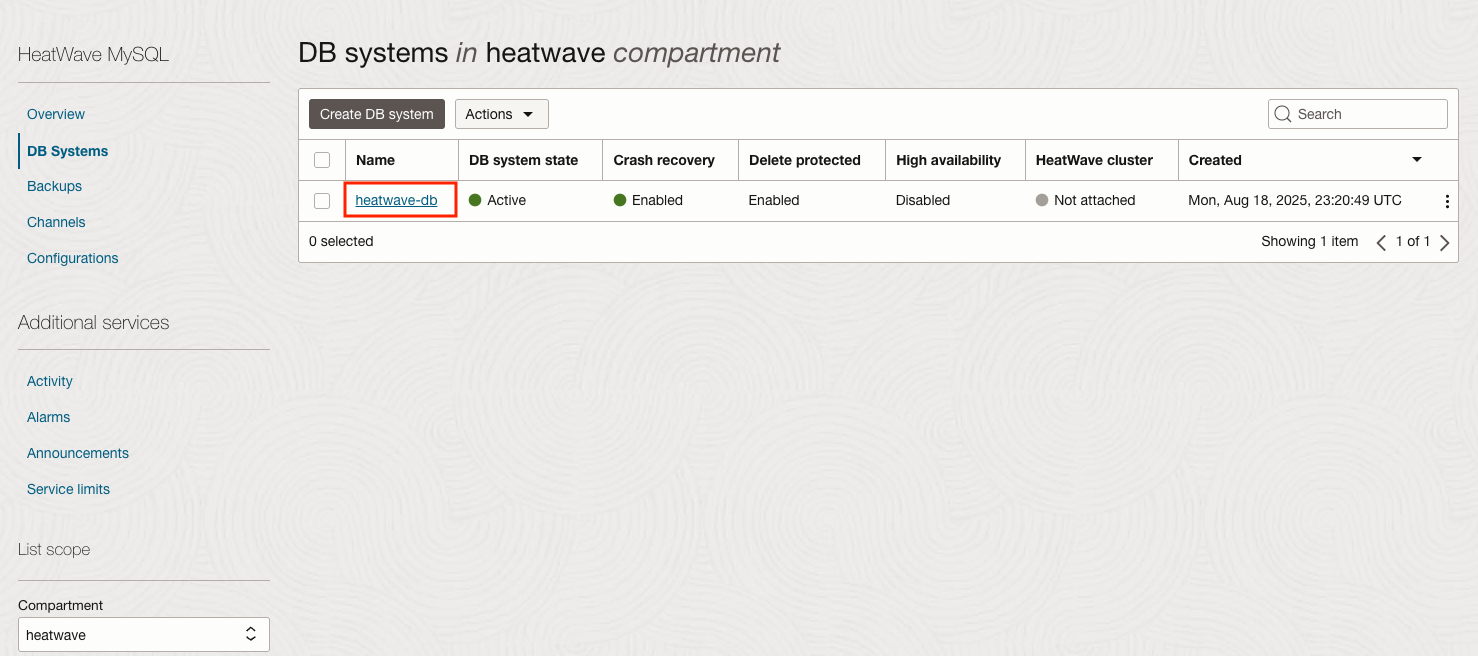 HeatWave MySQL
Overview
DB Systems
Backups
Channels
Configurations
Additional services
Activity
Alarms
Announcements
Service limits
List scope
Compartment
heatwave
DB systems in heatwave compartment
Create DB system Actions Search
Name DB system state Crash recovery Delete protected High availability HeatWave cluster Created
heatwave-db Active Enabled Enabled Disabled Not attached Mon, Aug 18, 2025, 23:20:49 UTC
0 selected Showing 1 item 1 of 1